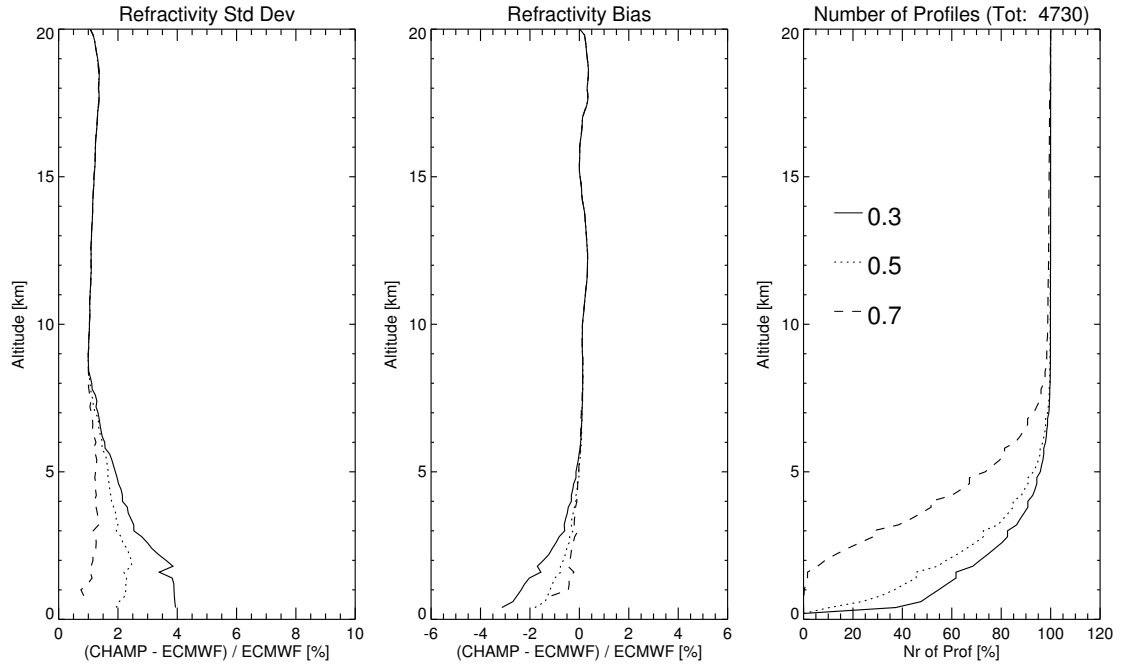 Refractivity Std Dev
Refractivity Bias
Number of Profiles (Tot: 4730)
20
15
10
5
0
Altitude [km]
0 2 4 6 8 10
(CHAMP - ECMWF) / ECMWF [%]
20
15
10
5
0
Altitude [km]
-6 -4 -2 0 2 4 6
(CHAMP - ECMWF) / ECMWF [%]
20
15
10
5
0
Altitude [km]
0.3
0.5
0.7
0 20 40 60 80 100 120
Nr of Prof [%]